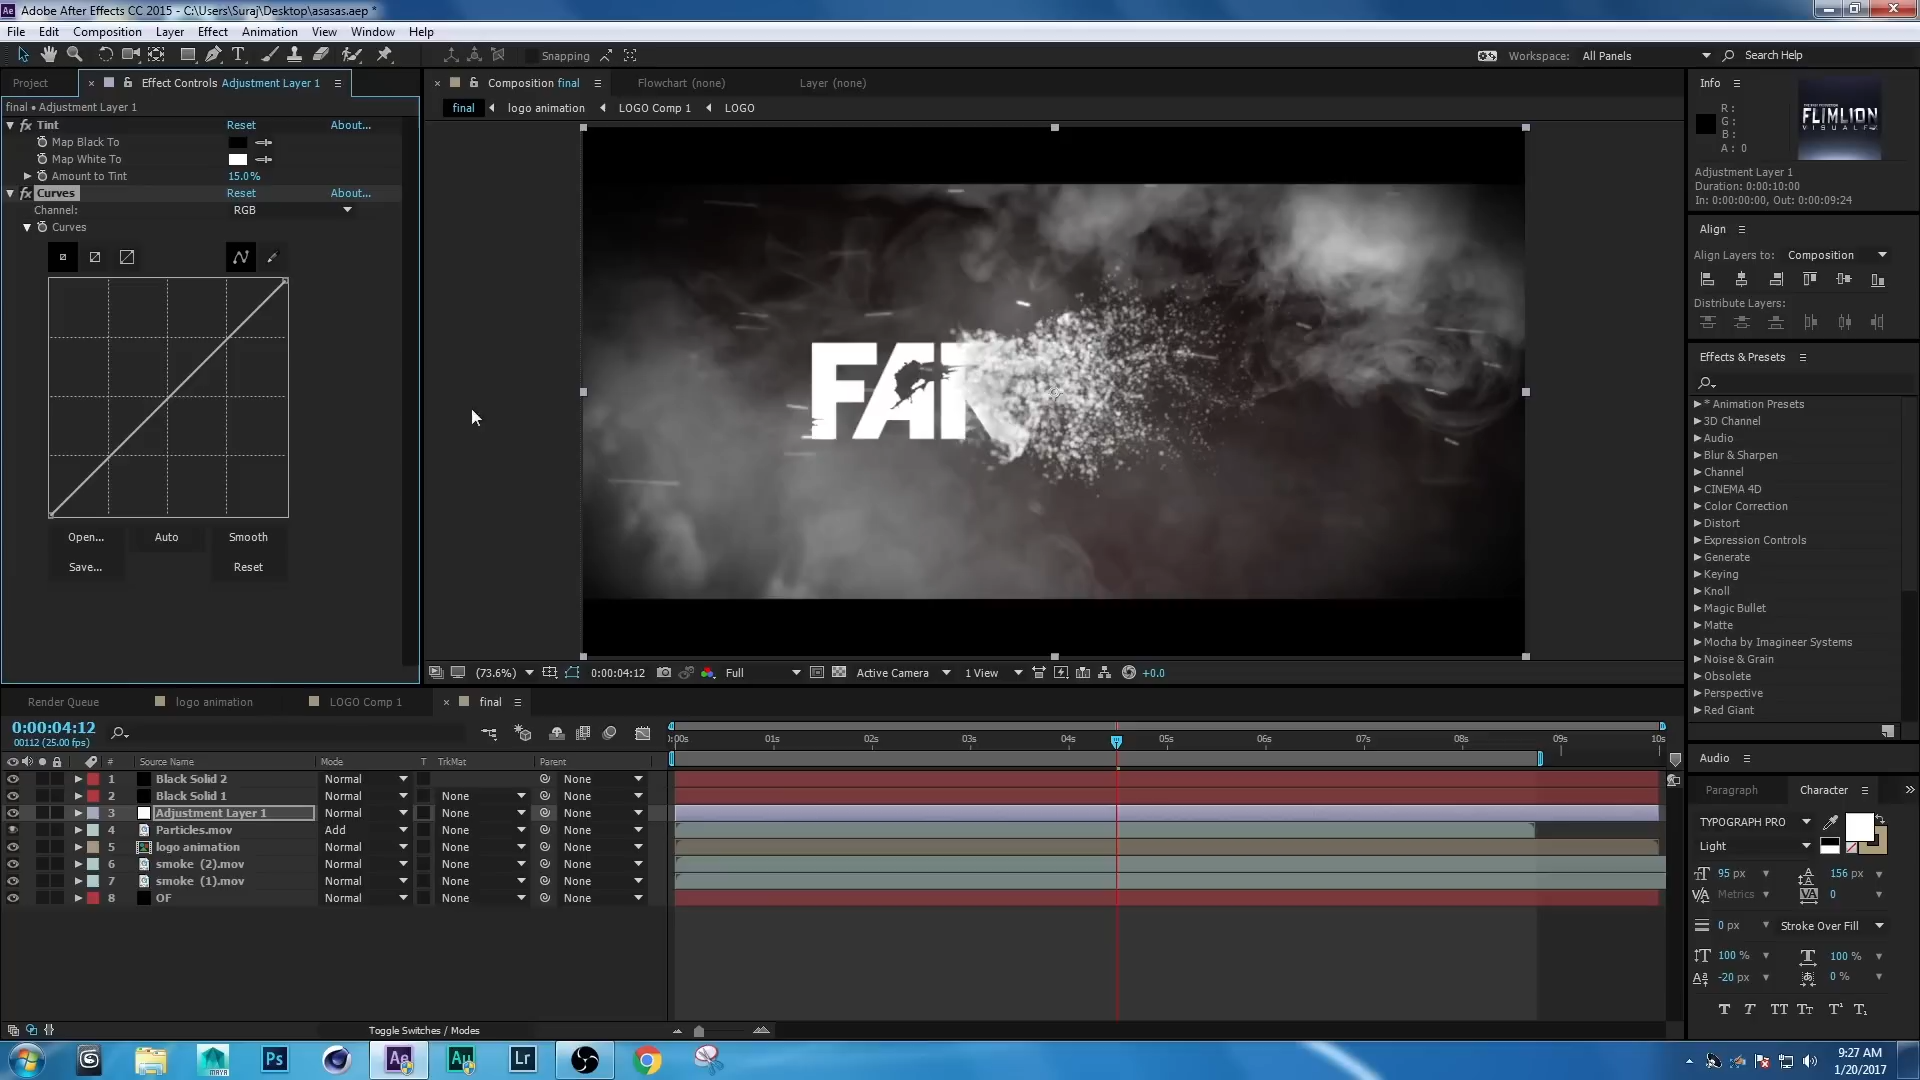 Adobe After Effects CC 2015 - C:\Users\Suraj\Desktop\asasas.aep *
File Edit Composition Layer Effect Animation View Window Help
Snapping Workspace: All Panels Search Help
Project Effect Controls Adjustment Layer 1
final • Adjustment Layer 1
fx Tint Reset About...
Map Black To
Map White To
Amount to Tint 15.0%
fx Curves Reset About...
Channel: RGB
Curves
Open... Auto Smooth
Save... Reset
Composition final Flowchart (none) Layer (none)
final logo animation LOGO Comp 1 LOGO
FAR
(73.6%) 0:00:04:12 Full Active Camera 1 View +0.0
Info
R :
G :
B :
A : 0
FLIMLION
VISUALFX
Adjustment Layer 1
Duration: 0:00:10:00
In: 0:00:00:00, Out: 0:00:09:24
Align
Align Layers to: Composition
Distribute Layers:
Effects & Presets
* Animation Presets
3D Channel
Audio
Blur & Sharpen
Channel
CINEMA 4D
Color Correction
Distort
Expression Controls
Generate
Keying
Knoll
Magic Bullet
Matte
Mocha by Imagineer Systems
Noise & Grain
Obsolete
Perspective
Red Giant
Audio
Paragraph Character
TYPOGRAPH PRO
Light
95 px 156 px
Metrics 0
0 px Stroke Over Fill
100 % 100 %
-20 px 0 %
Render Queue logo animation LOGO Comp 1 final
0:00:04:12
00112 (25.00 fps)
:00s 01s 02s 03s 04s 05s 06s 07s 08s 09s 10s
# Source Name Mode T TrkMat Parent
1 Black Solid 2 Normal None
2 Black Solid 1 Normal None None
3 Adjustment Layer 1 Normal None None
4 Particles.mov Add None None
5 logo animation Normal None None
6 smoke (2).mov Normal None None
7 smoke (1).mov Normal None None
8 OF Normal None None
Toggle Switches / Modes
MAYA Ps Ae Au Lr
9:27 AM
1/20/2017